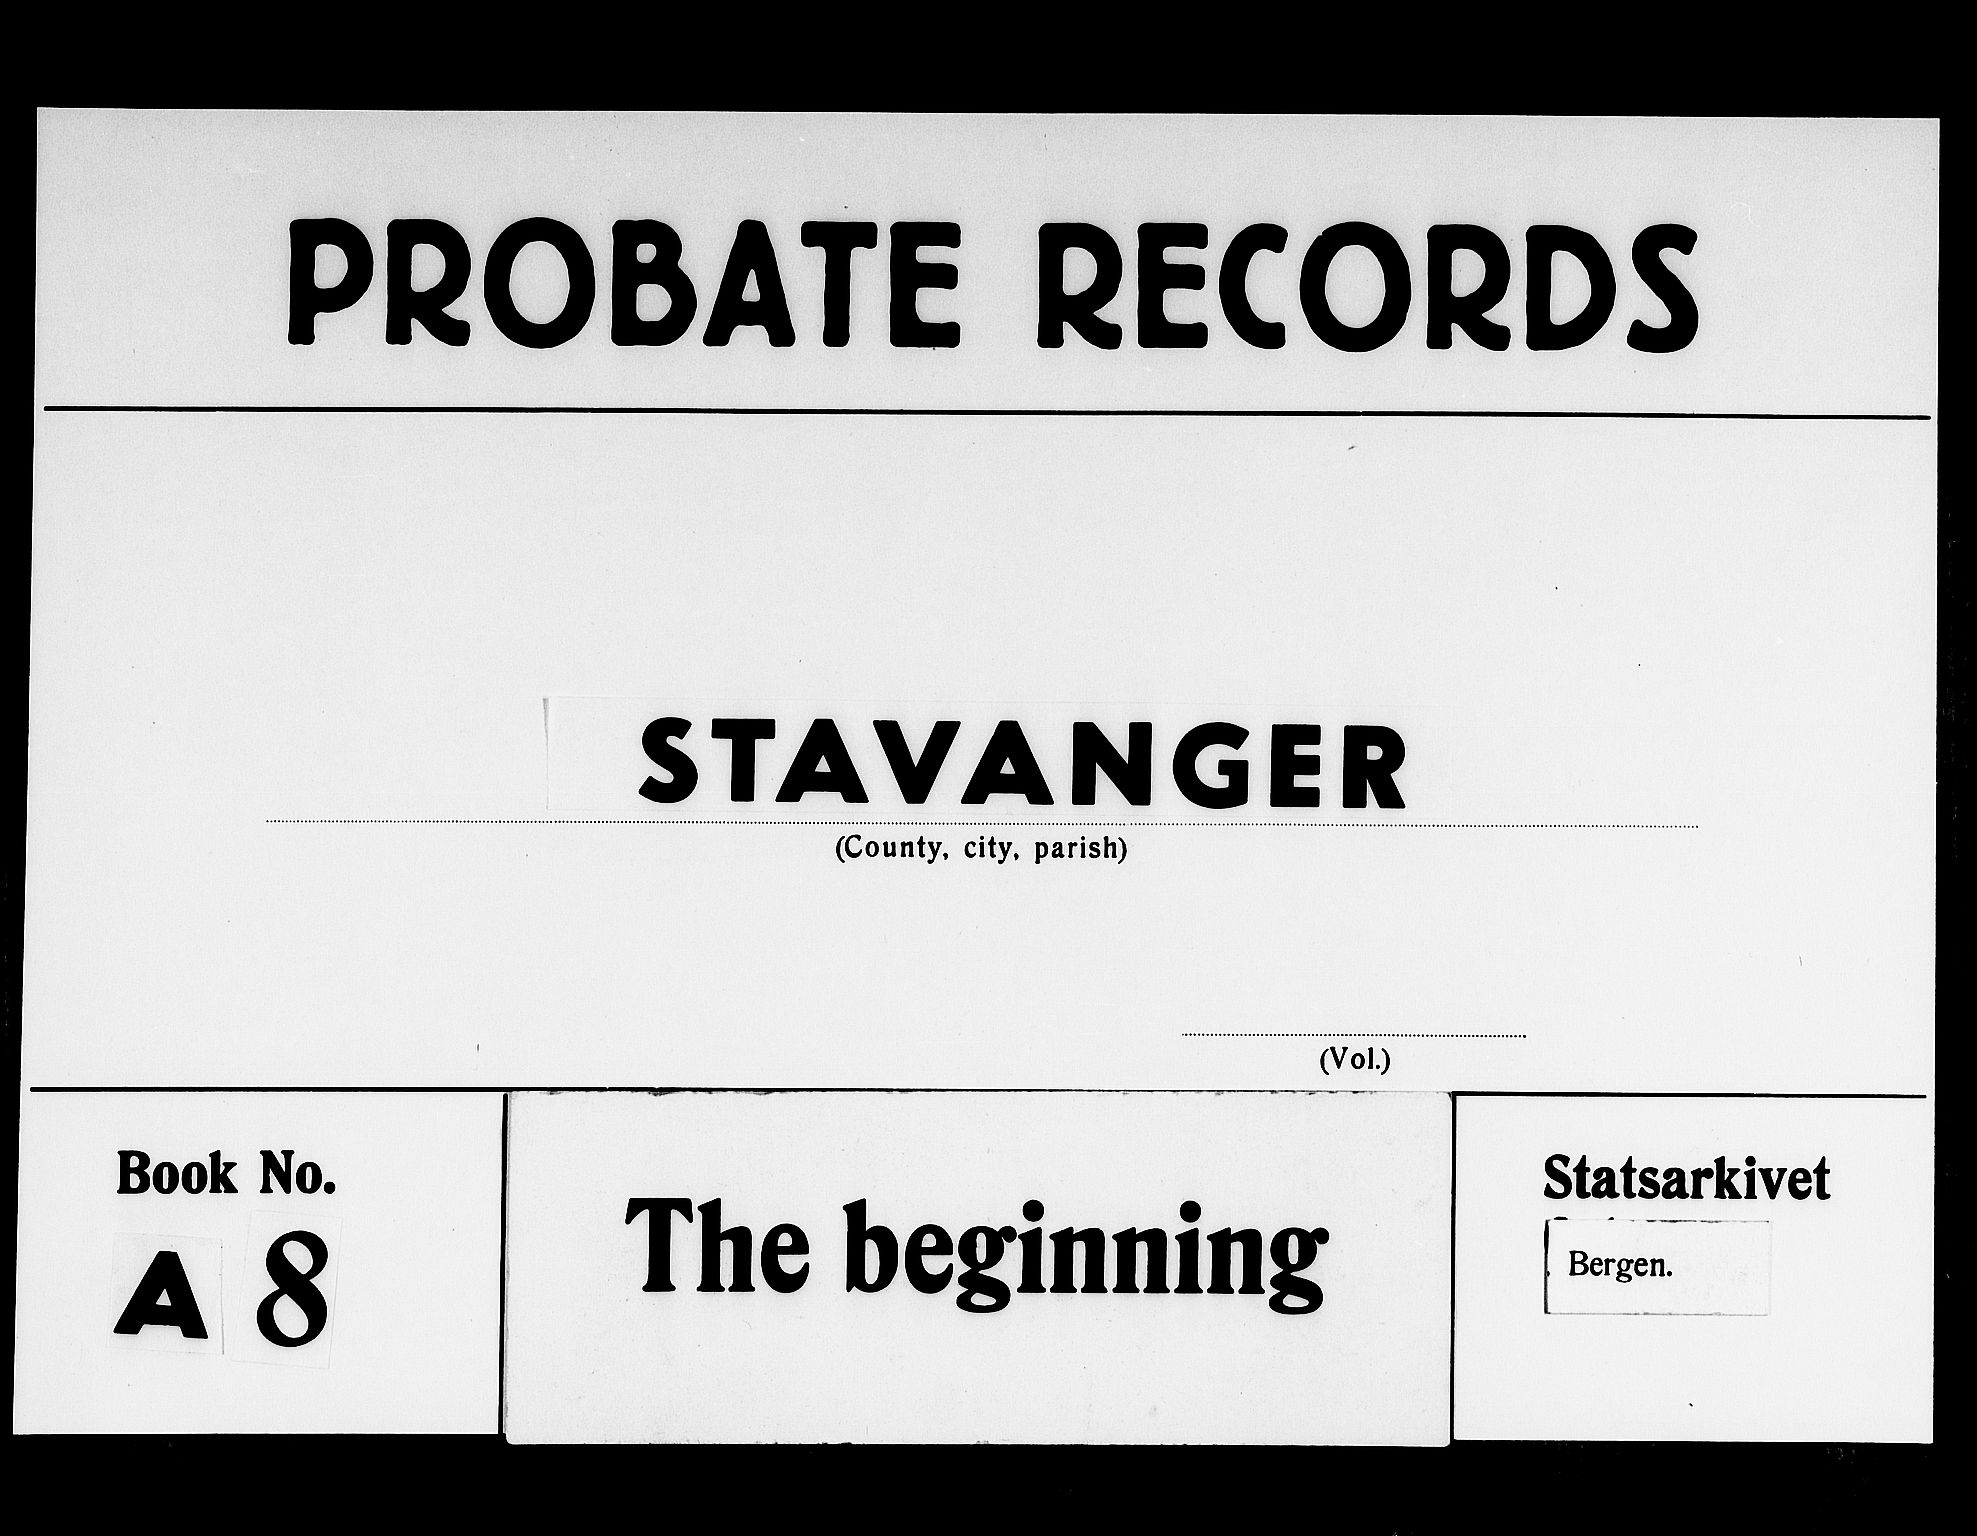 PROBATE RECORDS
STAVANGER
(County, city, parish)
(Vol.)
Book No.
A 8
The beginning
Statsarkivet
Bergen.